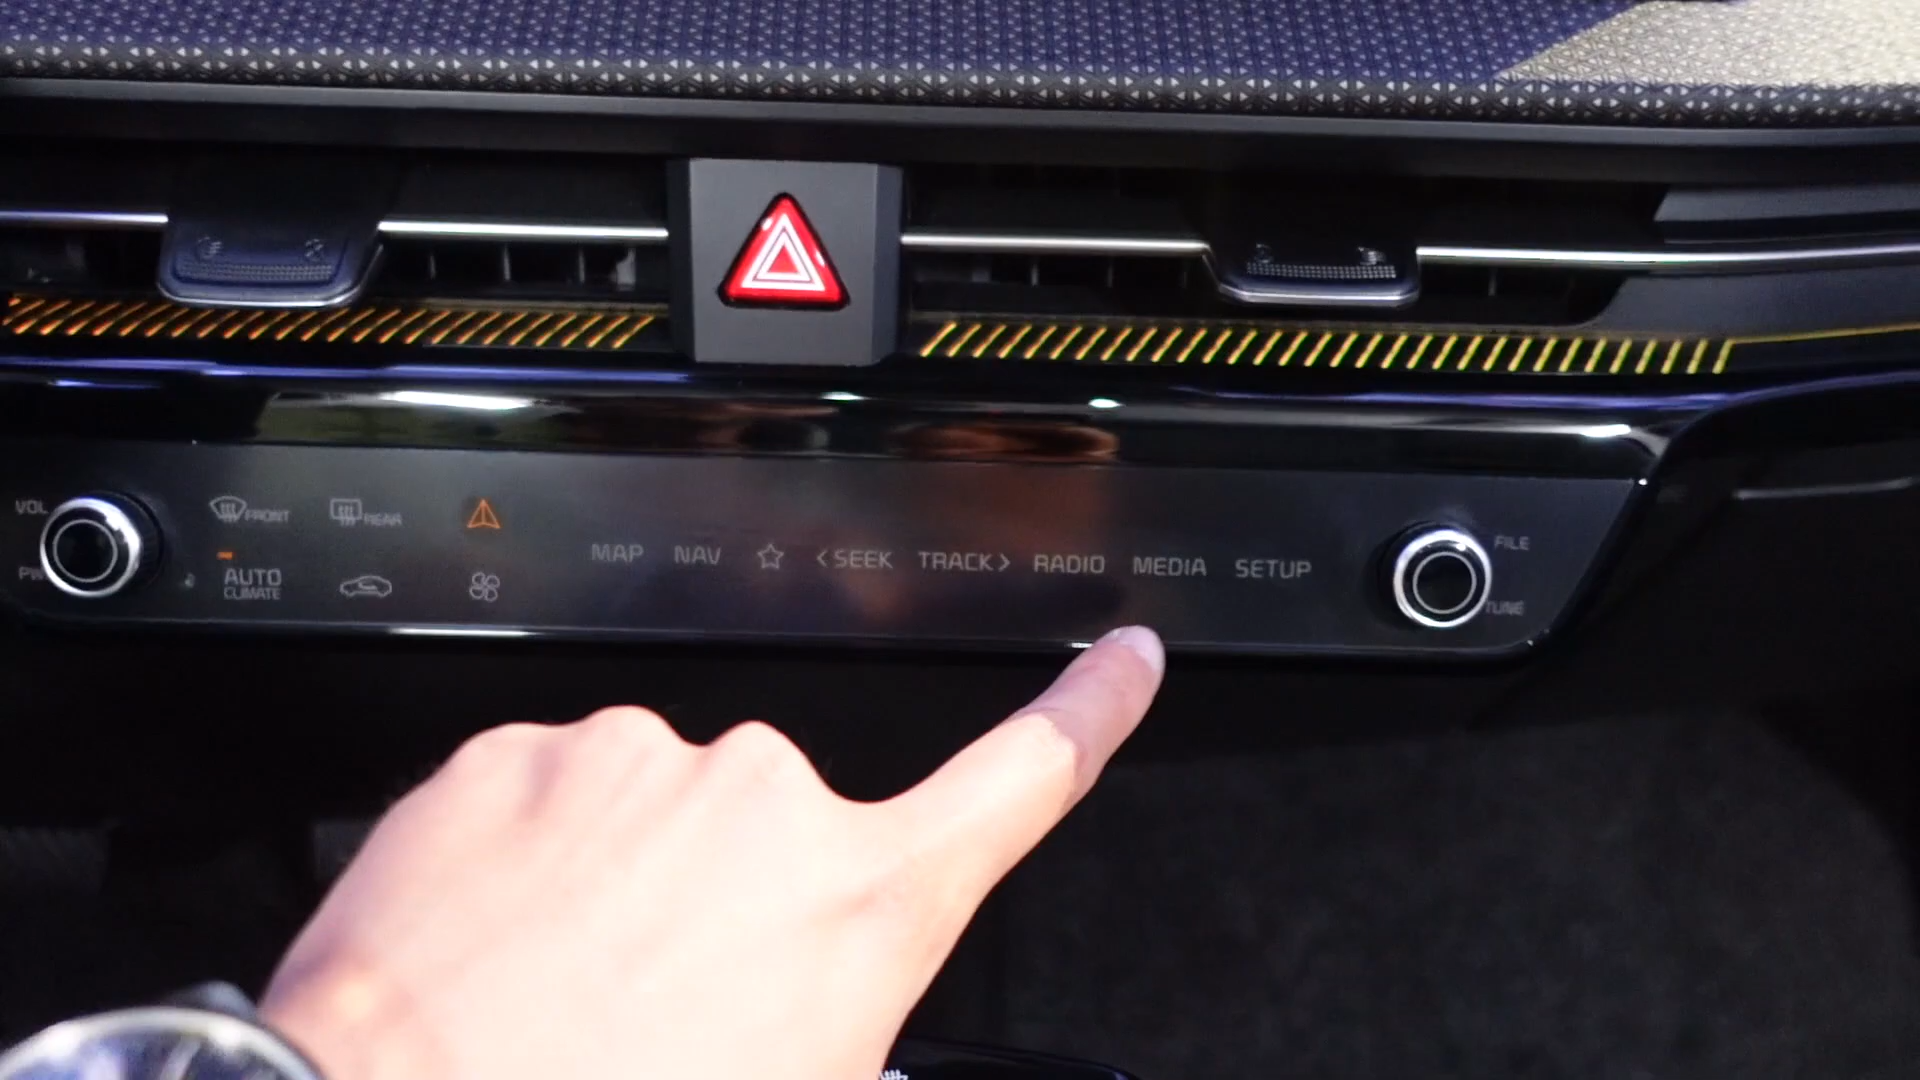 VOL
FRONT
REAR
FILE
MAP NAV <SEEK TRACK> RADIO MEDIA SETUP
AUTO
CLIMATE
TUNE